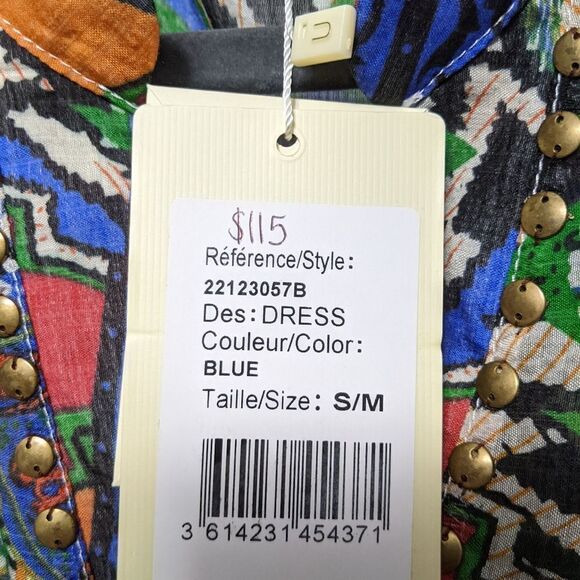 $115
Référence/Style:
22123057B
Des: DRESS
Couleur/Color:
BLUE
Taille/Size: S/M
3 614231 454371